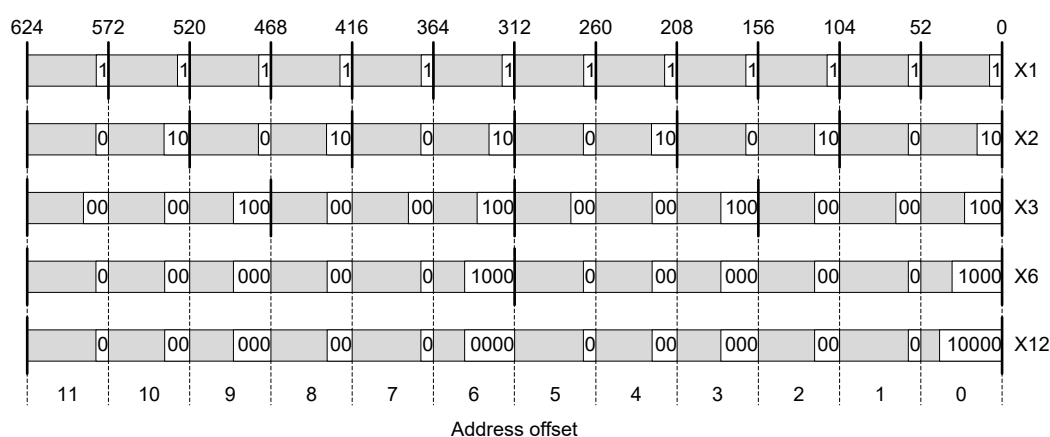 624 572 520 468 416 364 312 260 208 156 104 52 0
1 1 1 1 1 1 1 1 1 1 1 1 X1
0 10 0 10 0 10 0 10 0 10 0 10 X2
00 00 100 00 00 100 00 00 100 00 00 100 X3
0 00 000 00 0 1000 0 00 000 00 0 1000 X6
0 00 000 00 0 0000 0 00 000 00 0 10000 X12
11 10 9 8 7 6 5 4 3 2 1 0
Address offset